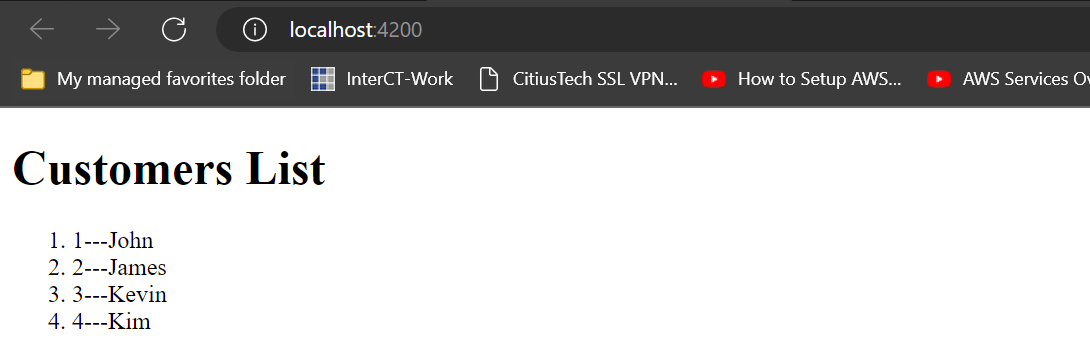 localhost:4200
My managed favorites folder InterCT-Work CitiusTech SSL VPN... How to Setup AWS... AWS Services Ov
Customers List
1. 1---John
2. 2---James
3. 3---Kevin
4. 4---Kim